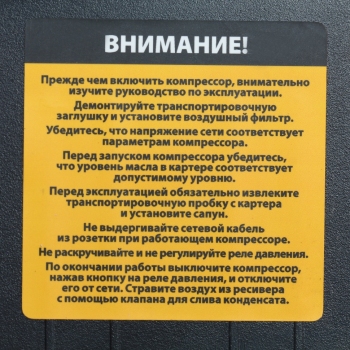 ВНИМАНИЕ!
Прежде чем включить компрессор, внимательно
изучите руководство по эксплуатации.
Демонтируйте транспортировочную
заглушку и установите воздушный фильтр.
Убедитесь, что напряжение сети соответствует
параметрам компрессора.
Перед запуском компрессора убедитесь,
что уровень масла в картере соответствует
допустимому уровню.
Перед эксплуатацией обязательно извлеките
транспортировочную пробку с картера
и установите сапун.
Не выдергивайте сетевой кабель
из розетки при работающем компрессоре.
Не раскручивайте и не регулируйте реле давления.
По окончании работы выключите компрессор,
нажав кнопку на реле давления, и отключите
его от сети. Стравите воздух из ресивера
с помощью клапана для слива конденсата.